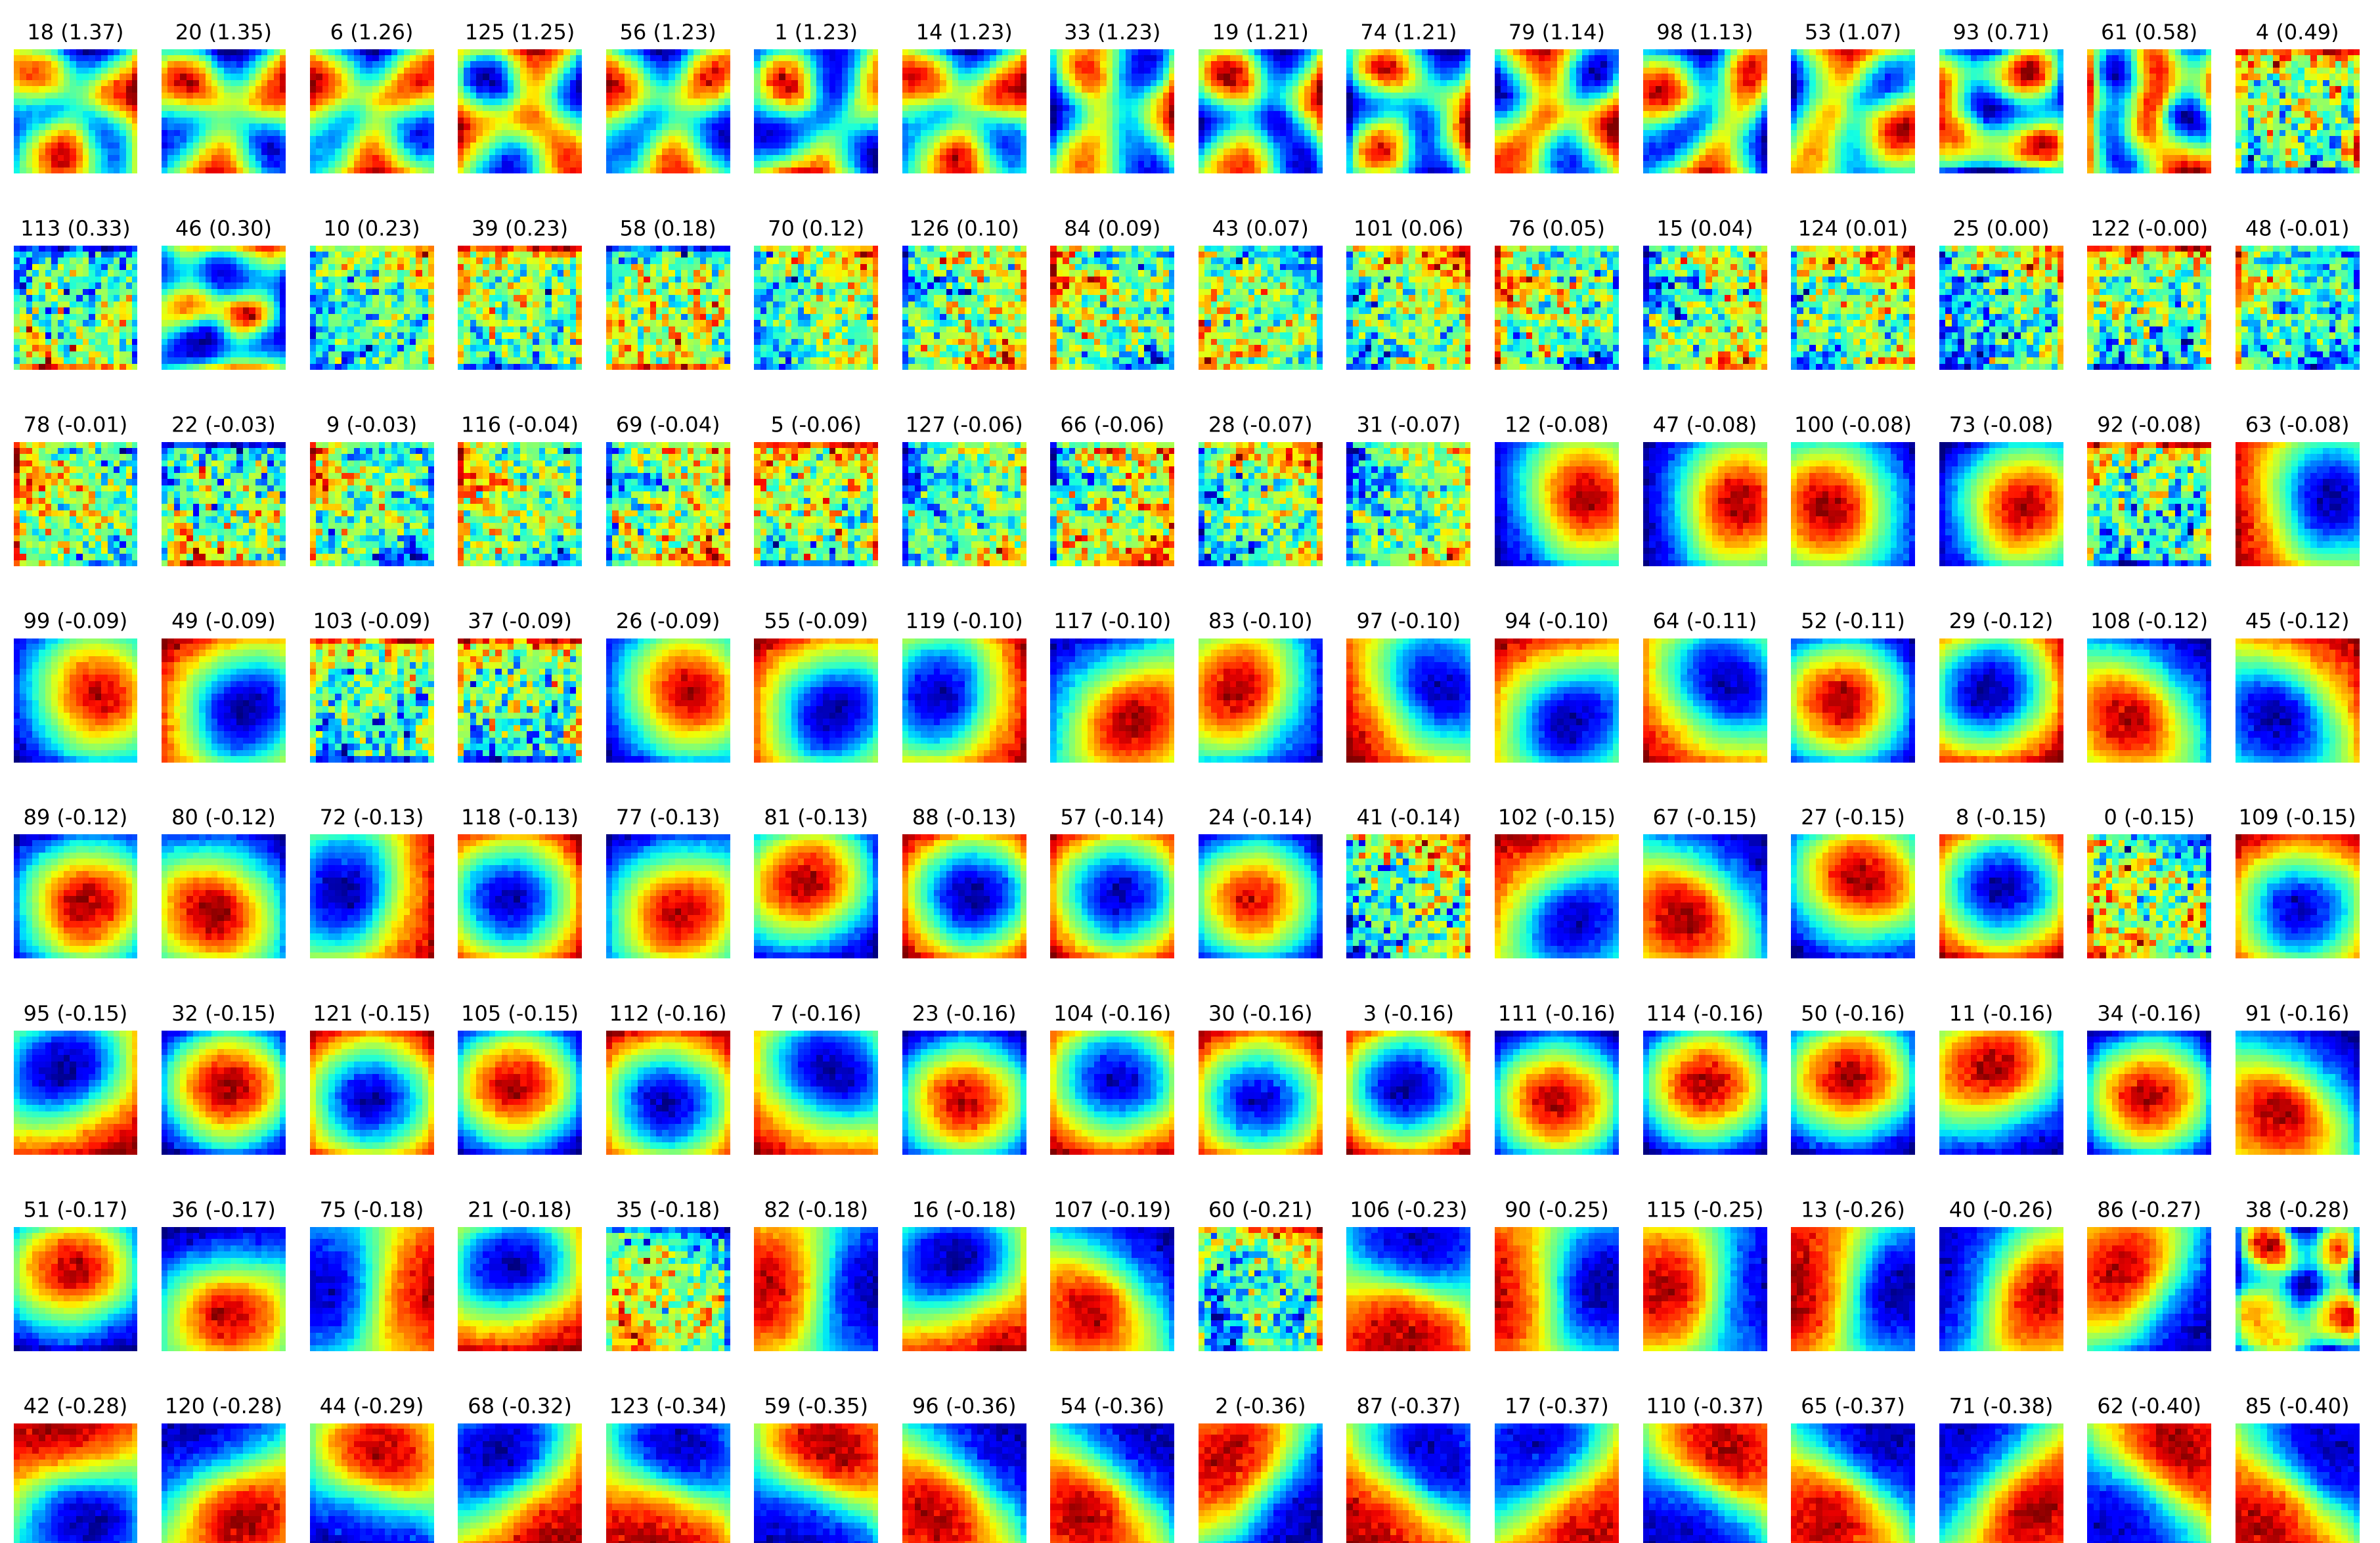 18 (1.37) 20 (1.35) 6 (1.26) 125 (1.25) 56 (1.23) 1 (1.23) 14 (1.23) 33 (1.23) 19 (1.21) 74 (1.21) 79 (1.14) 98 (1.13) 53 (1.07) 93 (0.71) 61 (0.58) 4 (0.49)
113 (0.33) 46 (0.30) 10 (0.23) 39 (0.23) 58 (0.18) 70 (0.12) 126 (0.10) 84 (0.09) 43 (0.07) 101 (0.06) 76 (0.05) 15 (0.04) 124 (0.01) 25 (0.00) 122 (-0.00) 48 (-0.01)
78 (-0.01) 22 (-0.03) 9 (-0.03) 116 (-0.04) 69 (-0.04) 5 (-0.06) 127 (-0.06) 66 (-0.06) 28 (-0.07) 31 (-0.07) 12 (-0.08) 47 (-0.08) 100 (-0.08) 73 (-0.08) 92 (-0.08) 63 (-0.08)
99 (-0.09) 49 (-0.09) 103 (-0.09) 37 (-0.09) 26 (-0.09) 55 (-0.09) 119 (-0.10) 117 (-0.10) 83 (-0.10) 97 (-0.10) 94 (-0.10) 64 (-0.11) 52 (-0.11) 29 (-0.12) 108 (-0.12) 45 (-0.12)
89 (-0.12) 80 (-0.12) 72 (-0.13) 118 (-0.13) 77 (-0.13) 81 (-0.13) 88 (-0.13) 57 (-0.14) 24 (-0.14) 41 (-0.14) 102 (-0.15) 67 (-0.15) 27 (-0.15) 8 (-0.15) 0 (-0.15) 109 (-0.15)
95 (-0.15) 32 (-0.15) 121 (-0.15) 105 (-0.15) 112 (-0.16) 7 (-0.16) 23 (-0.16) 104 (-0.16) 30 (-0.16) 3 (-0.16) 111 (-0.16) 114 (-0.16) 50 (-0.16) 11 (-0.16) 34 (-0.16) 91 (-0.16)
51 (-0.17) 36 (-0.17) 75 (-0.18) 21 (-0.18) 35 (-0.18) 82 (-0.18) 16 (-0.18) 107 (-0.19) 60 (-0.21) 106 (-0.23) 90 (-0.25) 115 (-0.25) 13 (-0.26) 40 (-0.26) 86 (-0.27) 38 (-0.28)
42 (-0.28) 120 (-0.28) 44 (-0.29) 68 (-0.32) 123 (-0.34) 59 (-0.35) 96 (-0.36) 54 (-0.36) 2 (-0.36) 87 (-0.37) 17 (-0.37) 110 (-0.37) 65 (-0.37) 71 (-0.38) 62 (-0.40) 85 (-0.40)